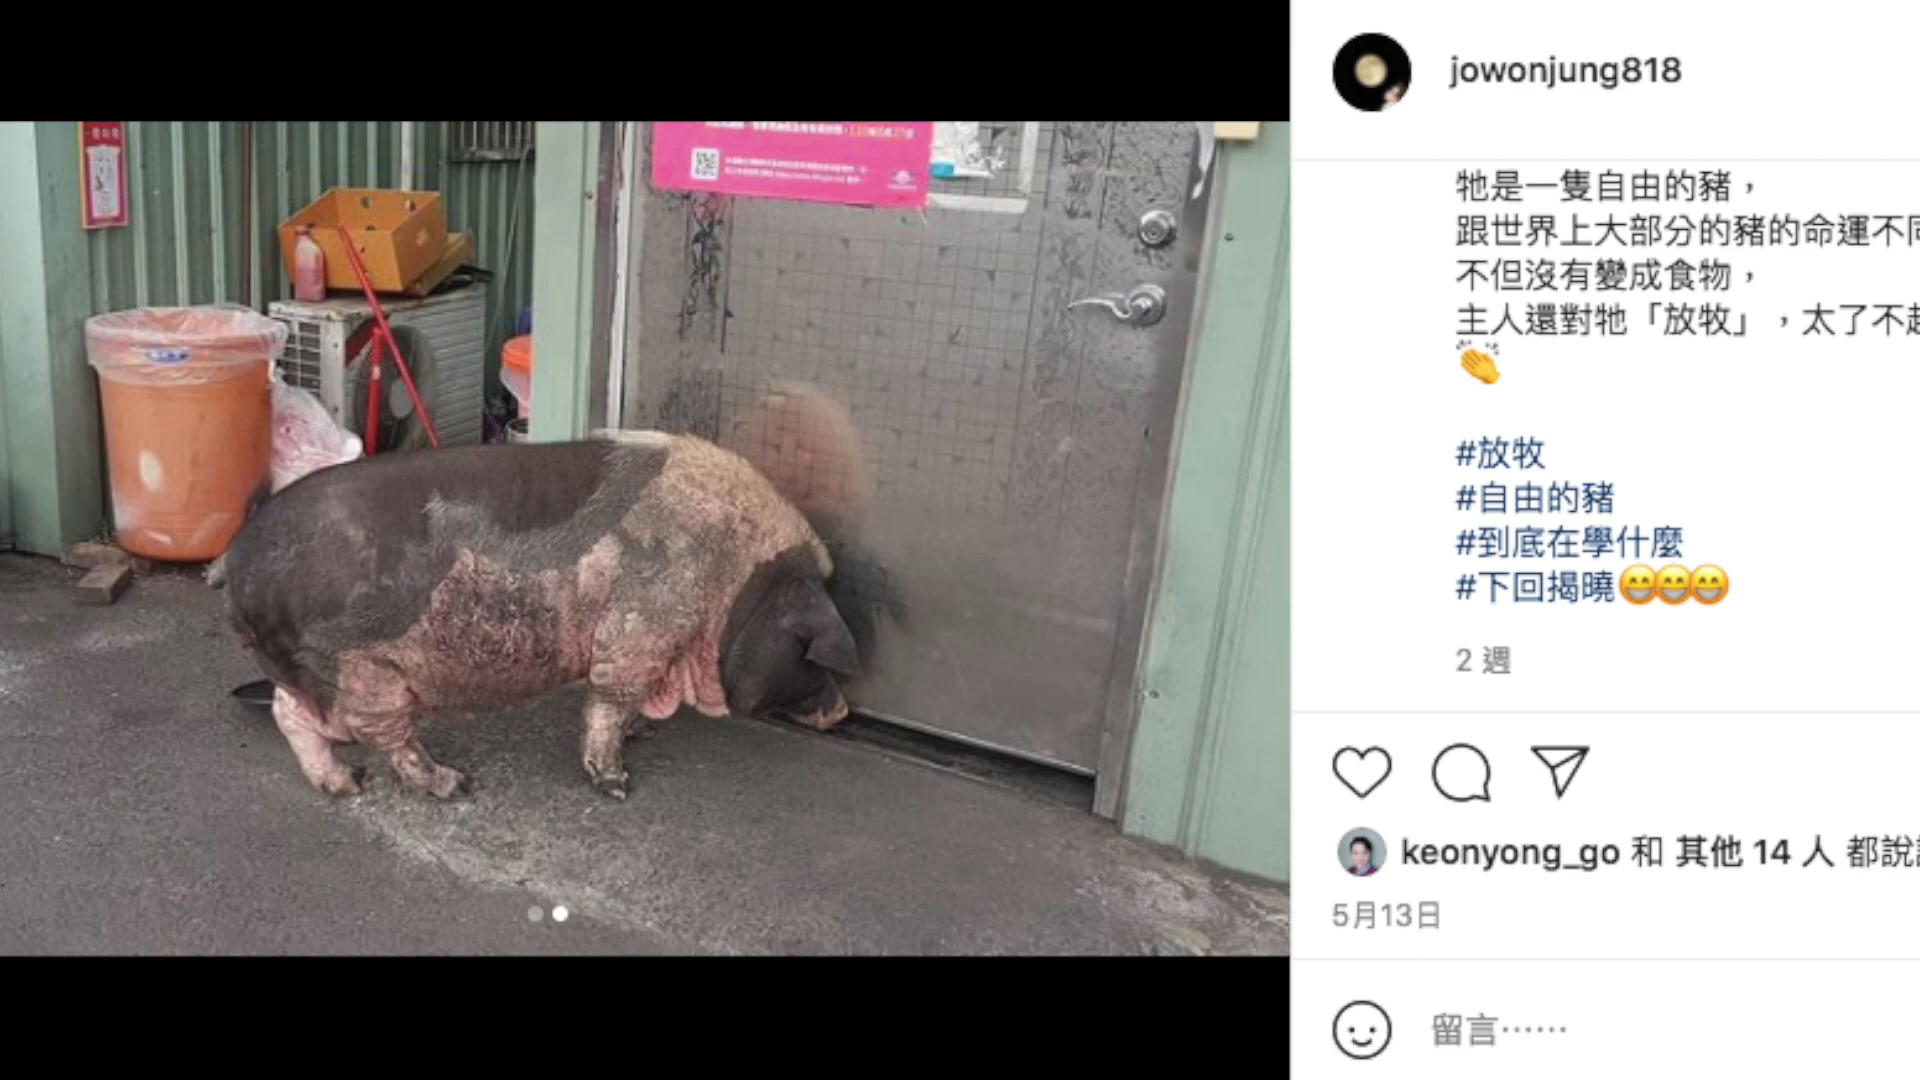 jowonjung818
牠是一隻自由的豬，
跟世界上大部分的豬的命運不同
不但沒有變成食物，
主人還對牠「放牧」，太了不起
#放牧
#自由的豬
#到底在學什麼
#下回揭曉
2 週
keonyong_go 和 其他 14 人 都說
5月13日
留言……